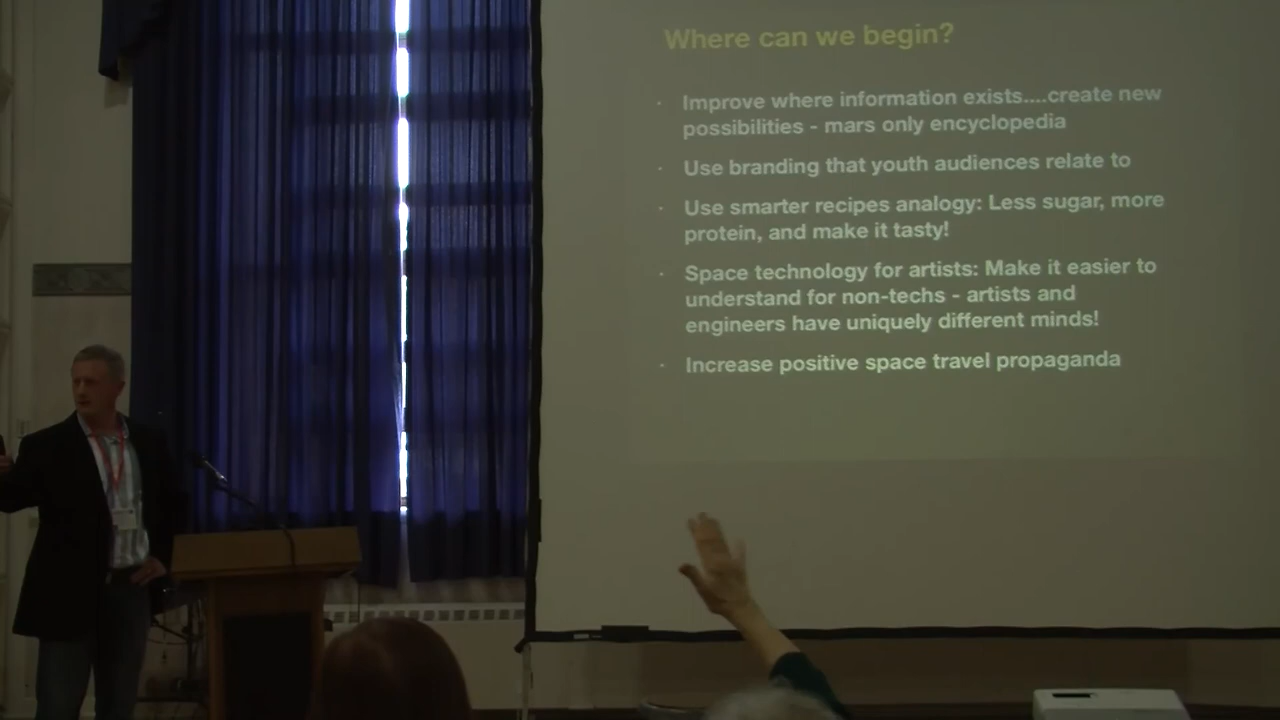 Where can we begin?
· Improve where information exists....create new
possibilities - mars only encyclopedia
· Use branding that youth audiences relate to
· Use smarter recipes analogy: Less sugar, more
protein, and make it tasty!
· Space technology for artists: Make it easier to
understand for non-techs - artists and
engineers have uniquely different minds!
· Increase positive space travel propaganda